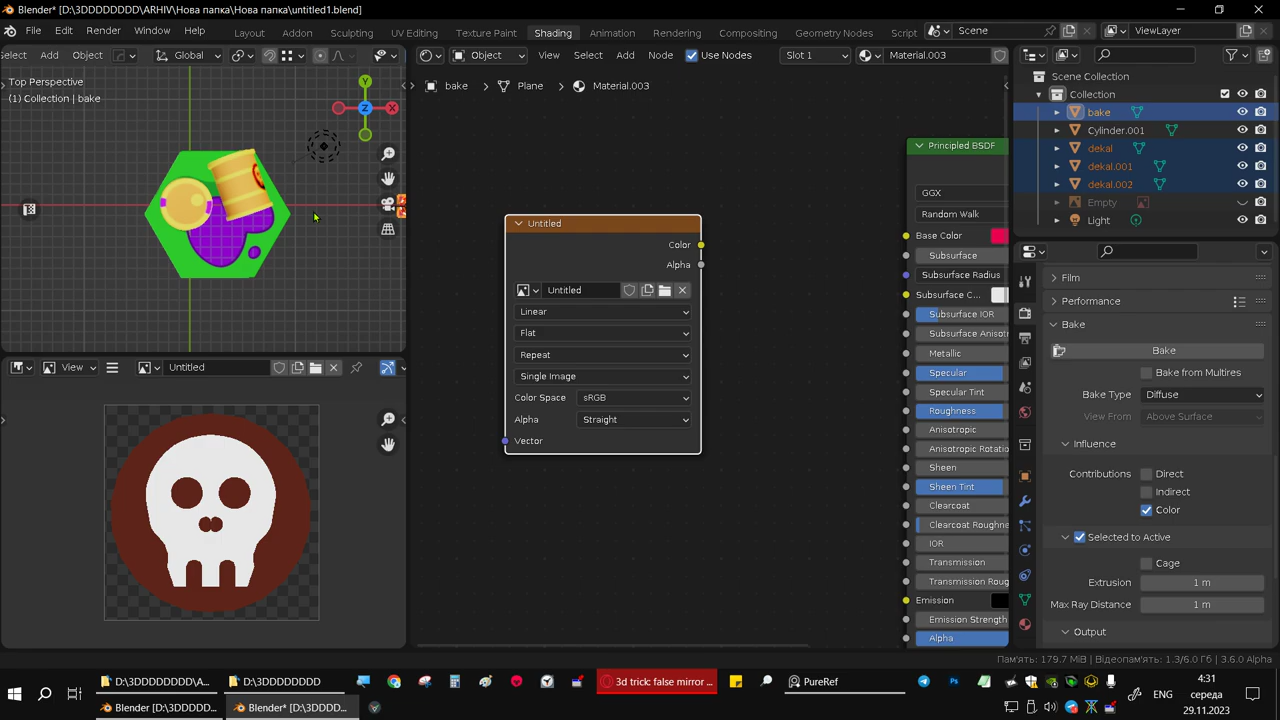 Blender* [D:\3DDDDDDDD\ARHIV\Нова папка\Нова папка\untitled1.blend]
File Edit Render Window Help Layout Adding Sculpting UV Editing Texture Paint Shading Animation Rendering Compositing Geometry Nodes Script Scene ViewLayer
Select Add Object Global Object View Select Add Node Use Nodes Slot 1 Material.003
Top Perspective
(1) Collection | bake
bake Plane Material.003
Scene Collection
Collection
bake
Cylinder.001
dekal
dekal.001
dekal.002
Empty
Light
Y
Z
X
Untitled
Color
Alpha
Untitled
Linear
Flat
Repeat
Single Image
Color Space sRGB
Alpha Straight
Vector
Principled BSDF
GGX
Random Walk
Base Color
Subsurface
Subsurface Radius
Subsurface C...
Subsurface IOR
Subsurface Anisotr
Metallic
Specular
Specular Tint
Roughness
Anisotropic
Anisotropic Rotatio
Sheen
Sheen Tint
Clearcoat
Clearcoat Roughne
IOR
Transmission
Transmission Roug
Emission
Emission Strength
Alpha
View Untitled
Film
Performance
Bake
Bake
Bake from Multires
Bake Type Diffuse
View From Above Surface
Influence
Contributions Direct
Indirect
Color
Selected to Active
Cage
Extrusion 1 m
Max Ray Distance 1 m
Output
Пам'ять: 179.7 MiB | Відеопам'ять: 1.3/6.0 Гб | 3.6.0 Alpha
D:\3DDDDDDDD\A... D:\3DDDDDDDD 3d trick: false mirror ... PureRef
Blender [D:\3DDDD... Blender* [D:\3DDDD...
ENG
4:31
середа
29.11.2023